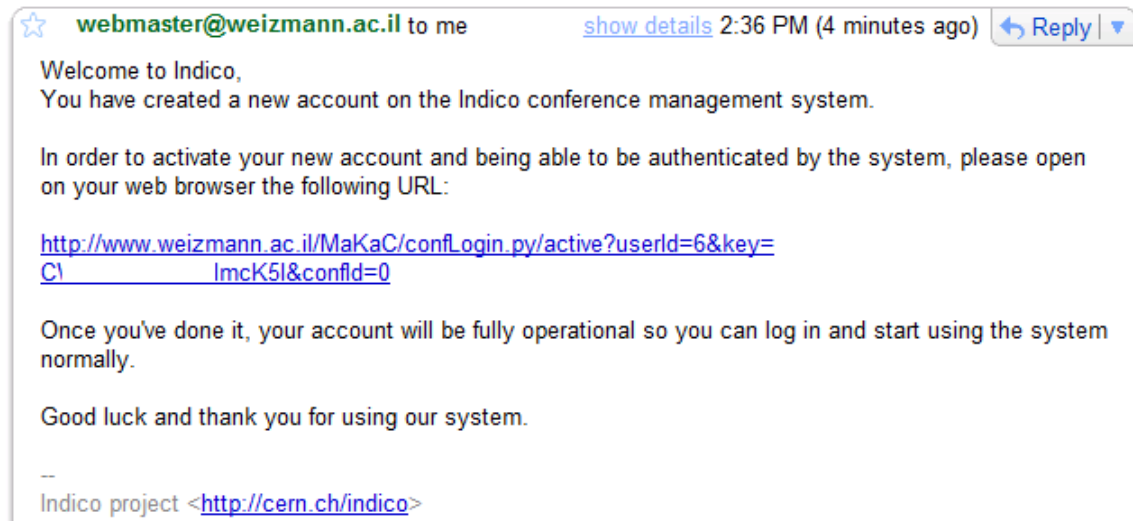 webmaster@weizmann.ac.il to me show details 2:36 PM (4 minutes ago) Reply
Welcome to Indico,
You have created a new account on the Indico conference management system.
In order to activate your new account and being able to be authenticated by the system, please open
on your web browser the following URL:
http://www.weizmann.ac.il/MaKaC/confLogin.py/active?userId=6&key=
ImcK5I&confId=0
Once you've done it, your account will be fully operational so you can log in and start using the system
normally.
Good luck and thank you for using our system.
--
Indico project <http://cern.ch/indico>